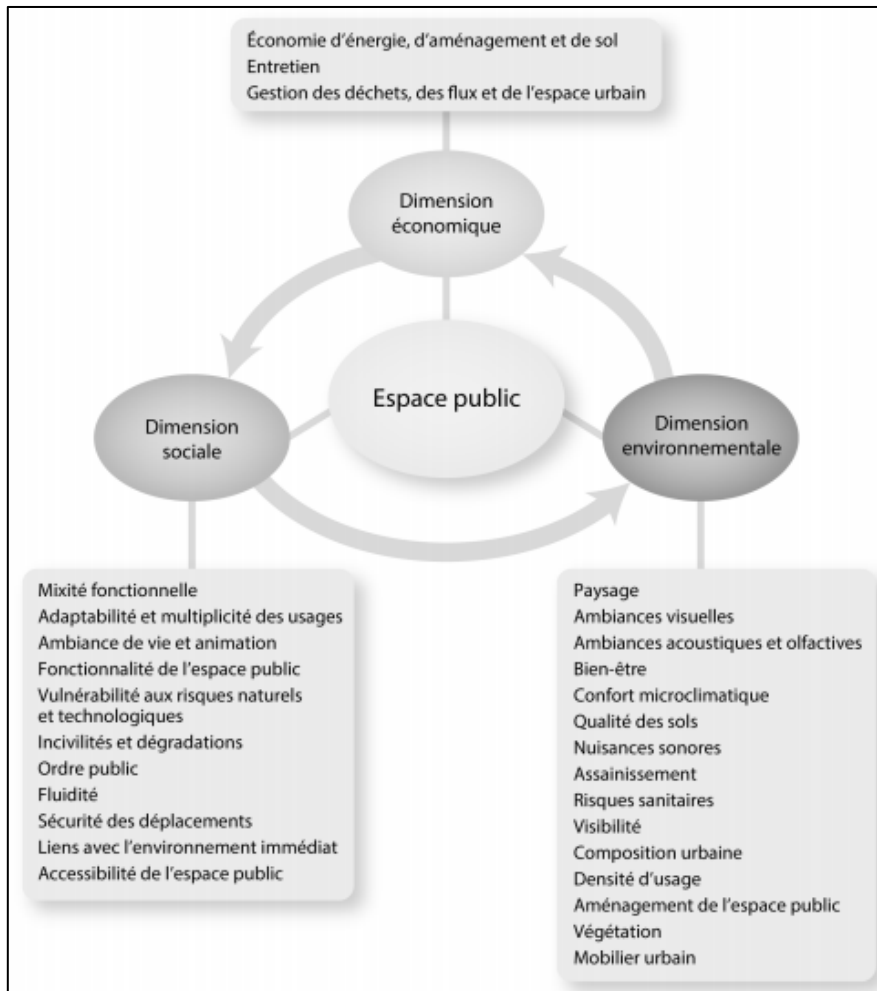 Économie d'énergie, d'aménagement et de sol
Entretien
Gestion des déchets, des flux et de l'espace urbain
Dimension
économique
Espace public
Dimension
sociale
Dimension
environnementale
Mixité fonctionnelle
Adaptabilité et multiplicité des usages
Ambiance de vie et animation
Fonctionnalité de l'espace public
Vulnérabilité aux risques naturels
et technologiques
Incivilités et dégradations
Ordre public
Fluidité
Sécurité des déplacements
Liens avec l'environnement immédiat
Accessibilité de l'espace public
Paysage
Ambiances visuelles
Ambiances acoustiques et olfactives
Bien-être
Confort microclimatique
Qualité des sols
Nuisances sonores
Assainissement
Risques sanitaires
Visibilité
Composition urbaine
Densité d'usage
Aménagement de l'espace public
Végétation
Mobilier urbain